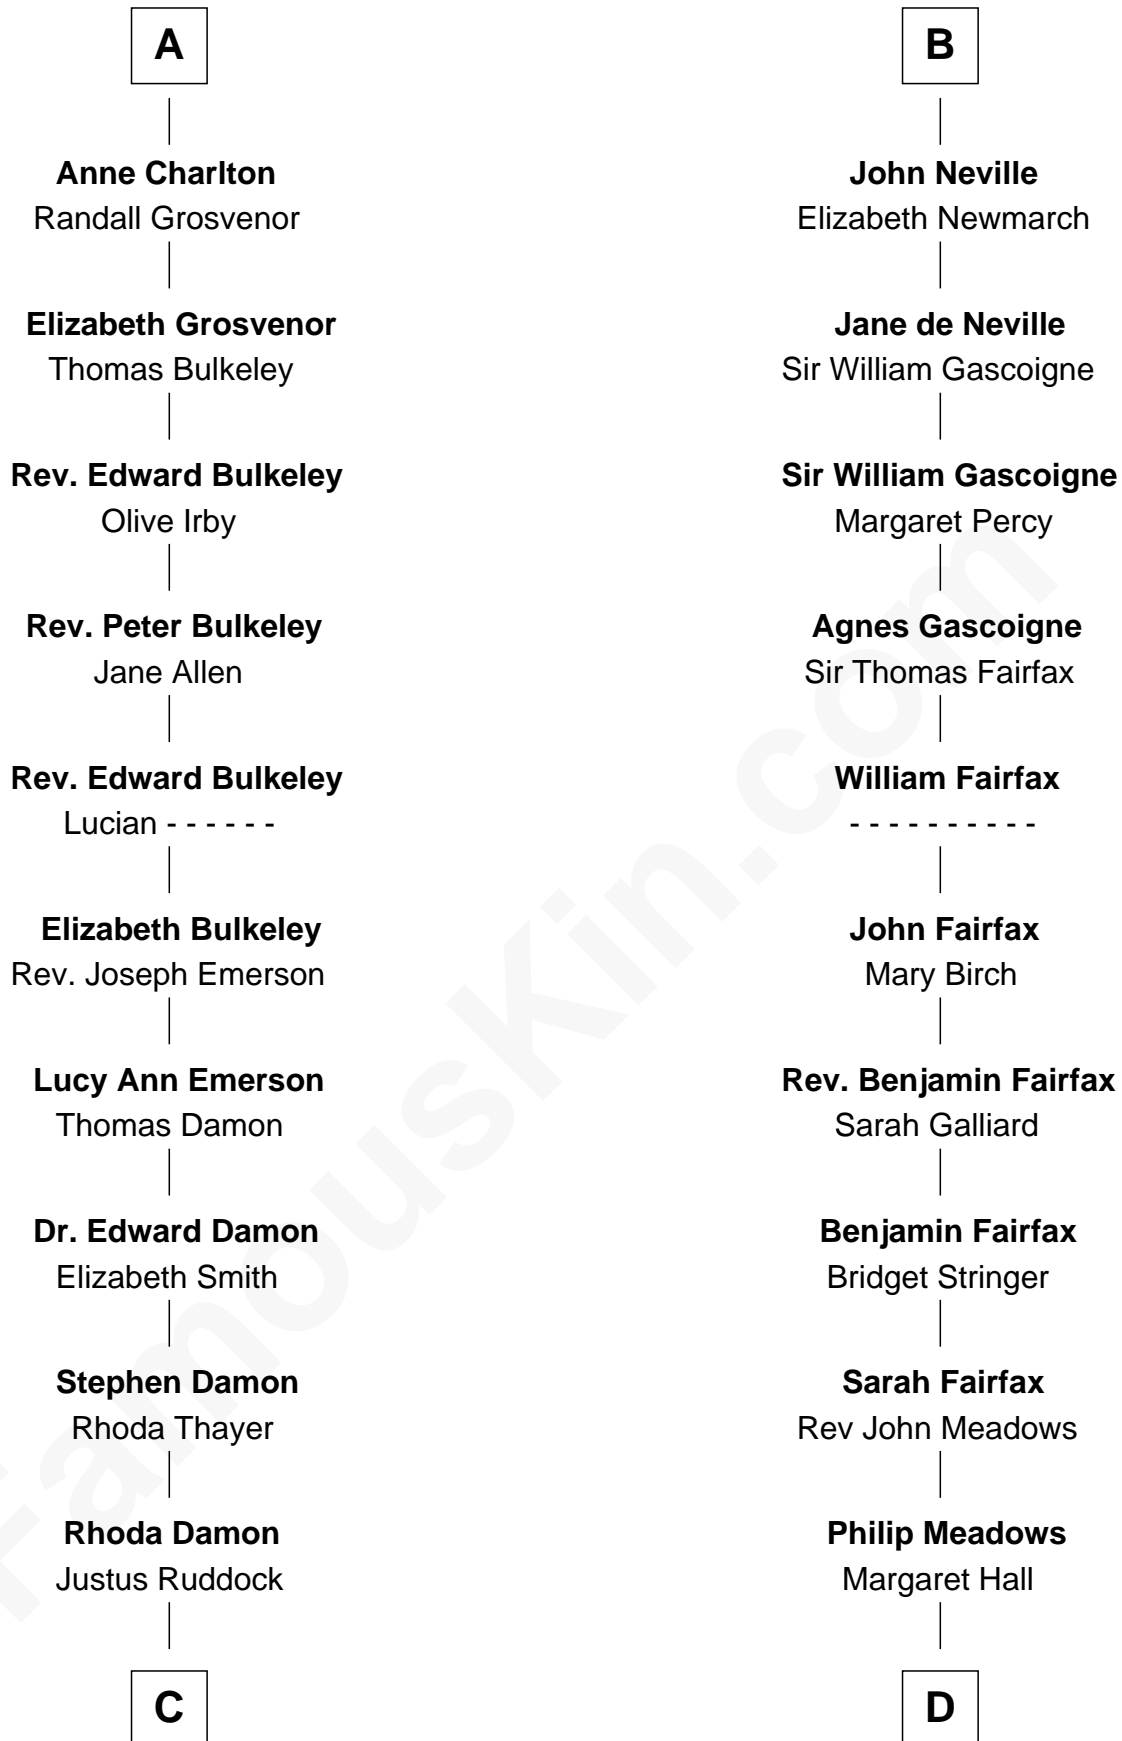 A
Anne Charlton
Randall Grosvenor
Elizabeth Grosvenor
Thomas Bulkeley
Rev. Edward Bulkeley
Olive Irby
Rev. Peter Bulkeley
Jane Allen
Rev. Edward Bulkeley
Lucian - - - - - -
Elizabeth Bulkeley
Rev. Joseph Emerson
Lucy Ann Emerson
Thomas Damon
Dr. Edward Damon
Elizabeth Smith
Stephen Damon
Rhoda Thayer
Rhoda Damon
Justus Ruddock
C
B
John Neville
Elizabeth Newmarch
Jane de Neville
Sir William Gascoigne
Sir William Gascoigne
Margaret Percy
Agnes Gascoigne
Sir Thomas Fairfax
William Fairfax
- - - - - - - - - -
John Fairfax
Mary Birch
Rev. Benjamin Fairfax
Sarah Galliard
Benjamin Fairfax
Bridget Stringer
Sarah Fairfax
Rev John Meadows
Philip Meadows
Margaret Hall
D
FamousKin.com